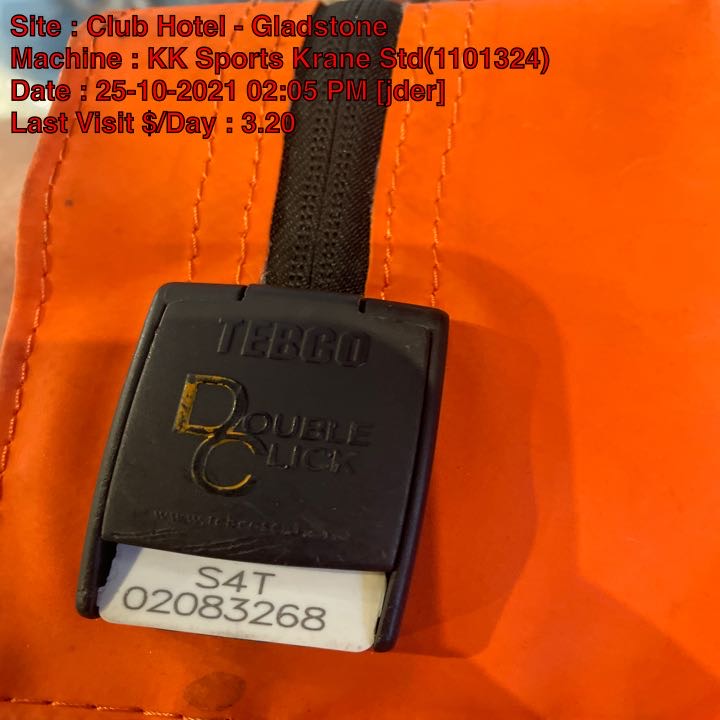 Site : Club Hotel - Gladstone
Machine : KK Sports Krane Std(1101324)
Date : 25-10-2021 02:05 PM [jder]
Last Visit $/Day : 3.20
TEBCO
DOUBLE
CLICK
S4T
02083268